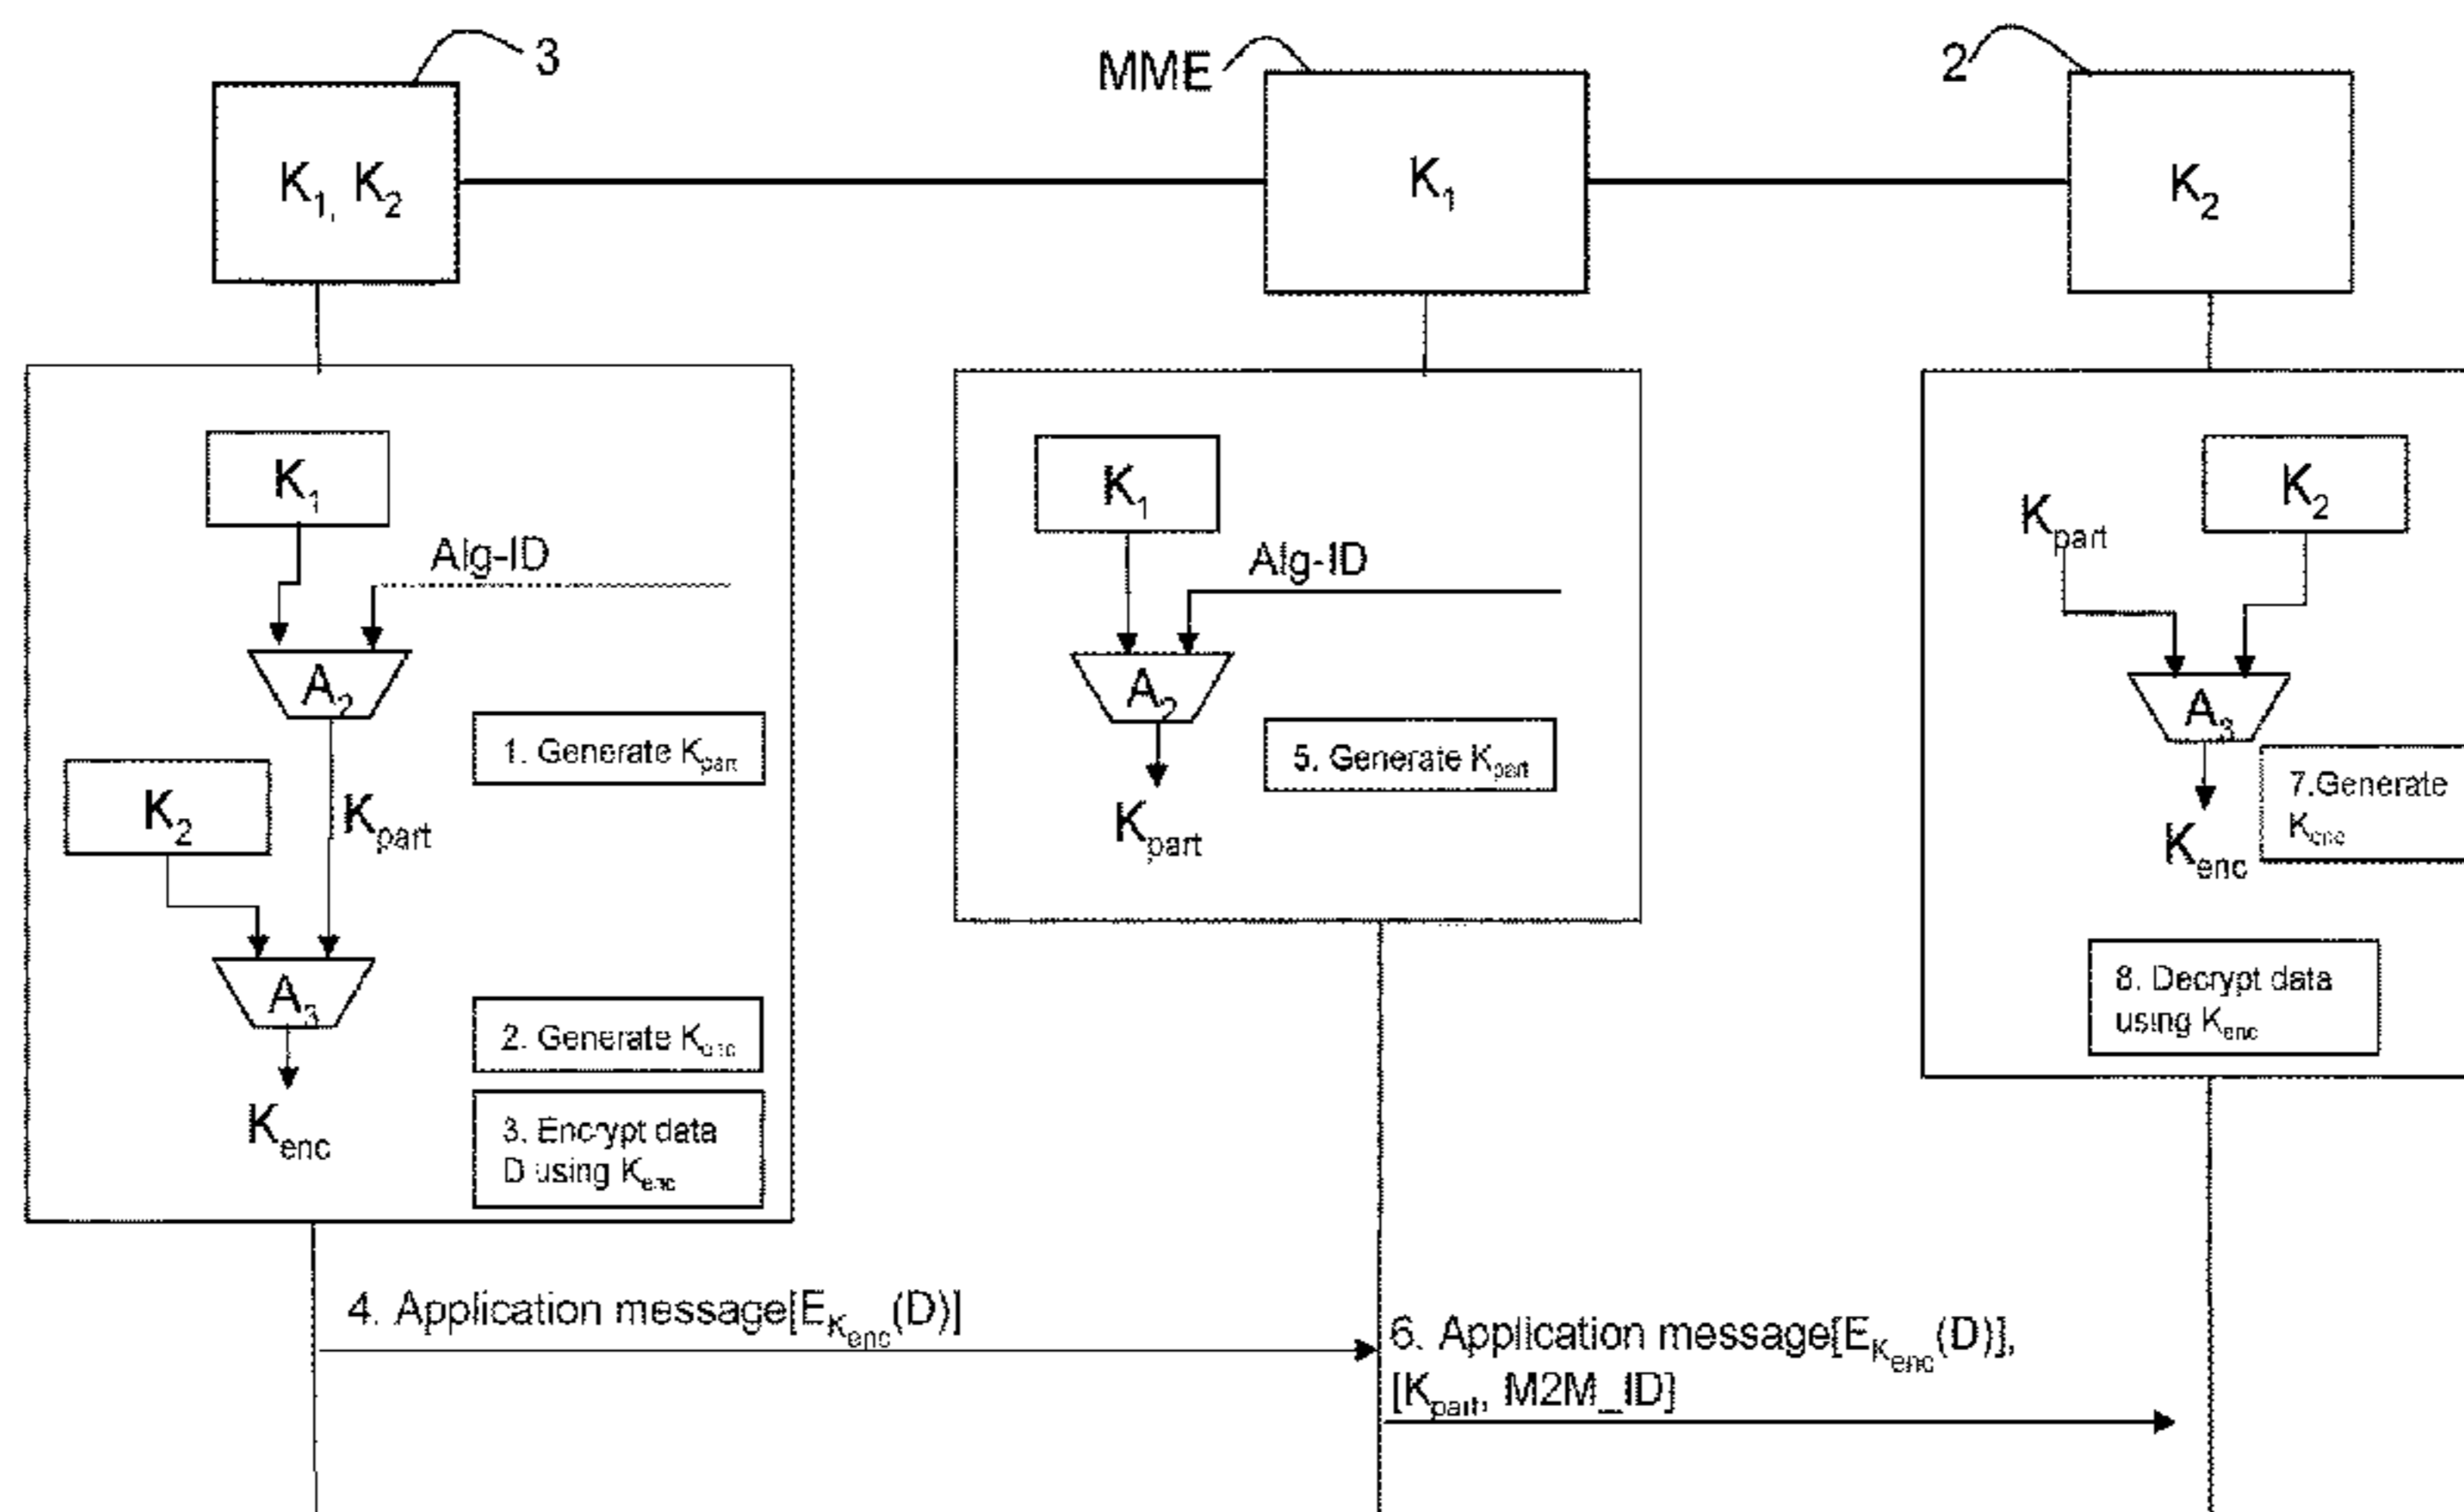 3
MME
2
K1, K2
K1
K2
K1
Alg-ID
A2
1. Generate Kpart
K2
Kpart
A3
2. Generate Kenc
Kenc
3. Encrypt data
D using Kenc
K1
Alg-ID
A2
5. Generate Kpart
Kpart
Kpart
K2
A3
7.Generate
Kenc
Kenc
8. Decrypt data
using Kenc
4. Application message[EKenc(D)]
6. Application message[EKenc(D)],
[Kpart, M2M_ID]